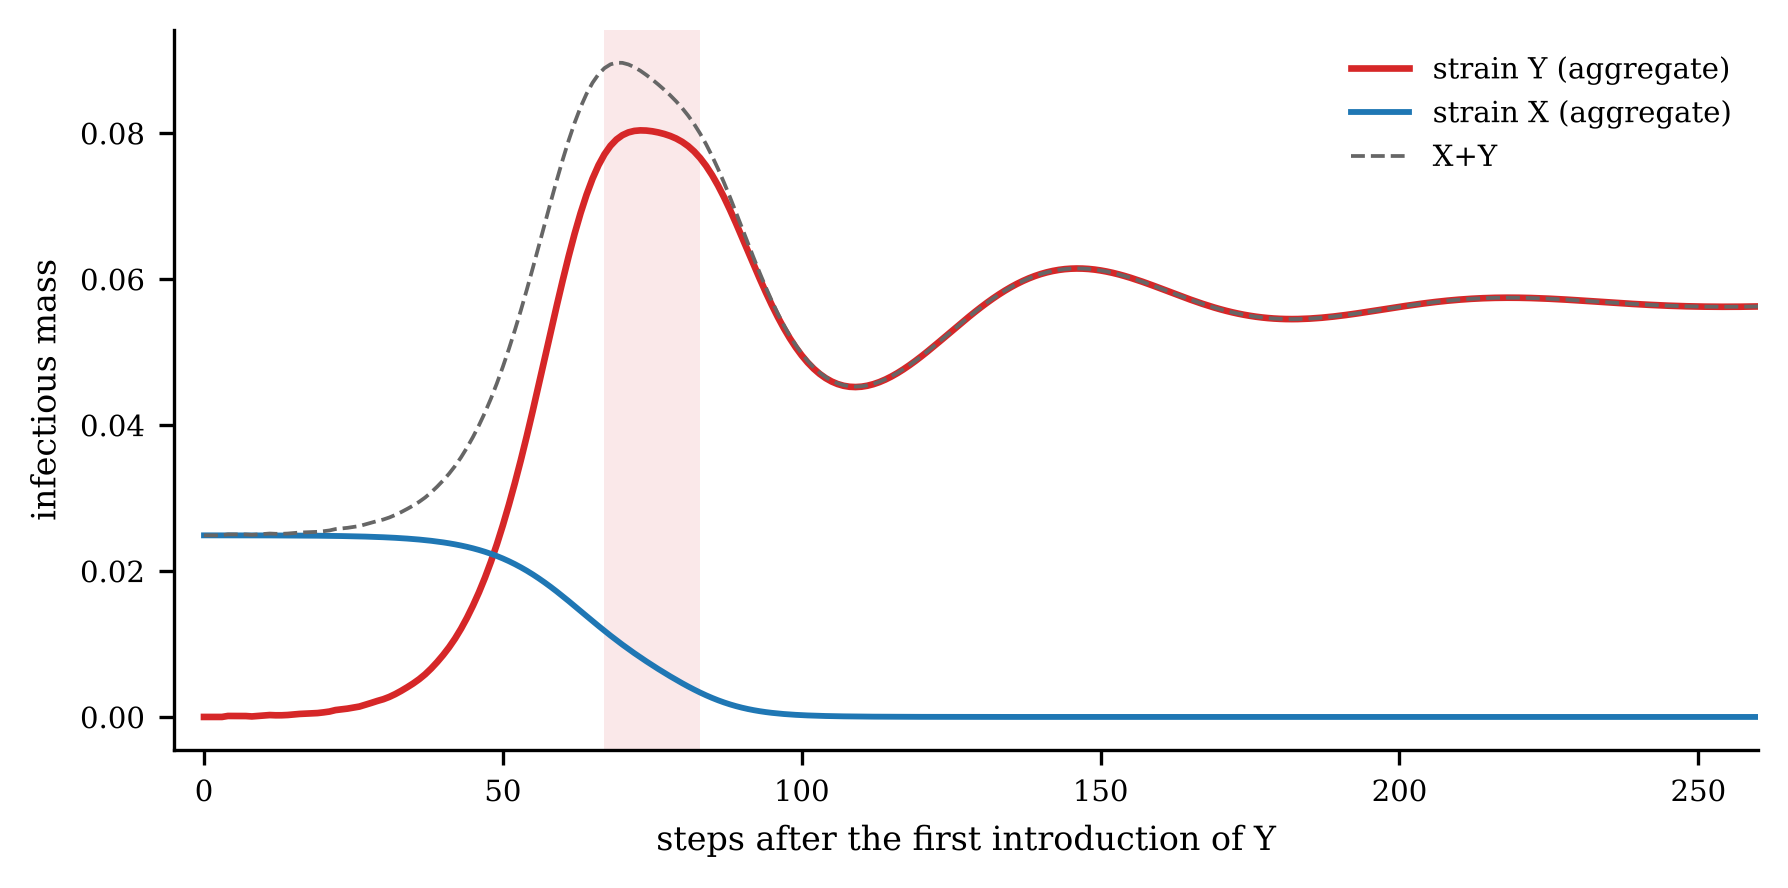 strain Y (aggregate)
strain X (aggregate)
X+Y
infectious mass
0.08
0.06
0.04
0.02
0.00
0 50 100 150 200 250
steps after the first introduction of Y